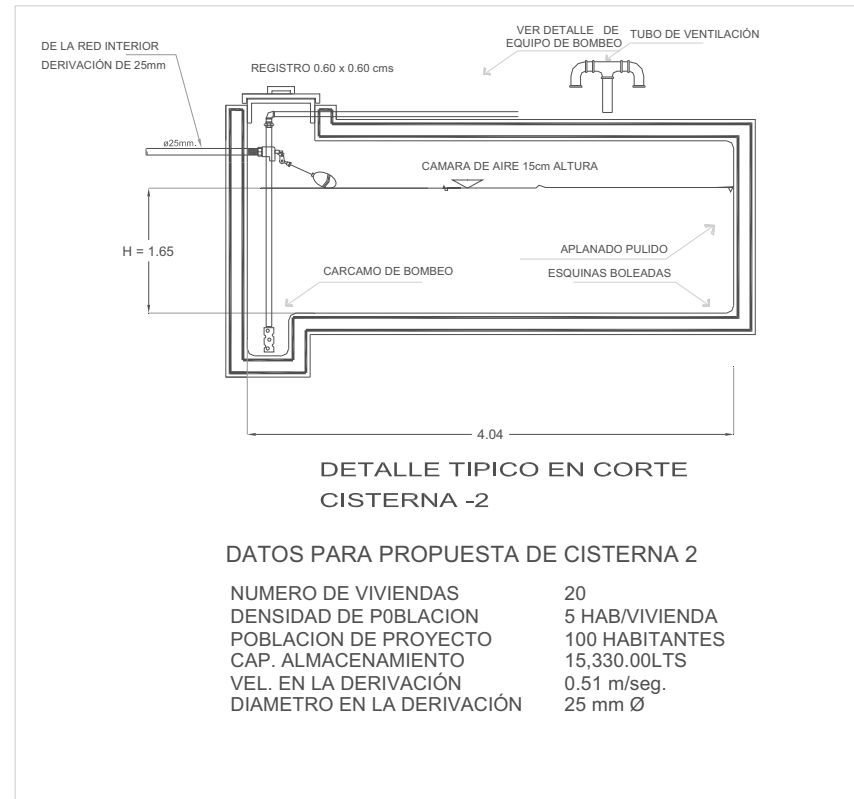 VER DETALLE DE
EQUIPO DE BOMBEO
TUBO DE VENTILACIÓN
DE LA RED INTERIOR
DERIVACIÓN DE 25mm
REGISTRO 0.60 x 0.60 cms
ø25mm.
CAMARA DE AIRE 15cm ALTURA
H = 1.65
APLANADO PULIDO
CARCAMO DE BOMBEO
ESQUINAS BOLEADAS
4.04
DETALLE TIPICO EN CORTE
CISTERNA -2
DATOS PARA PROPUESTA DE CISTERNA 2
NUMERO DE VIVIENDAS 20
DENSIDAD DE P0BLACION 5 HAB/VIVIENDA
POBLACION DE PROYECTO 100 HABITANTES
CAP. ALMACENAMIENTO 15,330.00LTS
VEL. EN LA DERIVACIÓN 0.51 m/seg.
DIAMETRO EN LA DERIVACIÓN 25 mm Ø